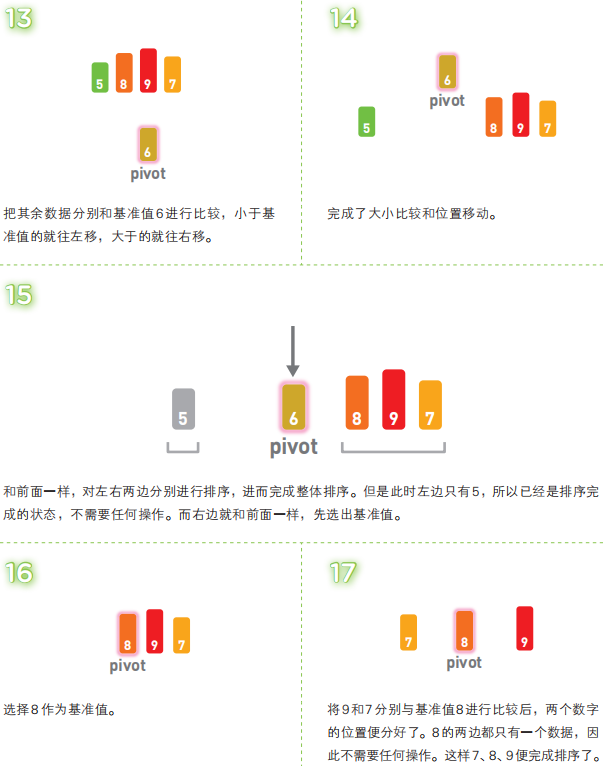 13
5 8 9 7
6
pivot
把其余数据分别和基准值6进行比较，小于基
准值的就往左移，大于的就往右移。
14
6
pivot
5 8 9 7
完成了大小比较和位置移动。
15
5 6 8 9 7
pivot
和前面一样，对左右两边分别进行排序，进而完成整体排序。但是此时左边只有5，所以已经是排序完
成的状态，不需要任何操作。而右边就和前面一样，先选出基准值。
16
8 9 7
pivot
选择8作为基准值。
17
7 8 9
pivot
将9和7分别与基准值8进行比较后，两个数字
的位置便分好了。8的两边都只有一个数据，因
此不需要任何操作。这样7、8、9便完成排序了。